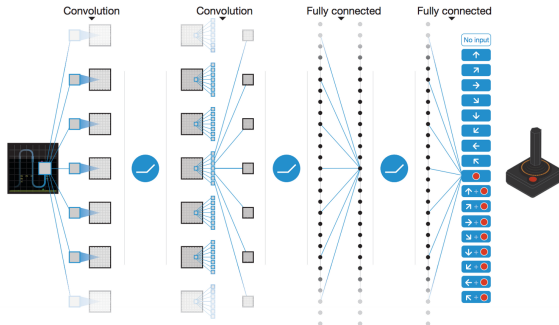 Convolution
Convolution
Fully connected
Fully connected
No input
+
+
+
+
+
+
+
+